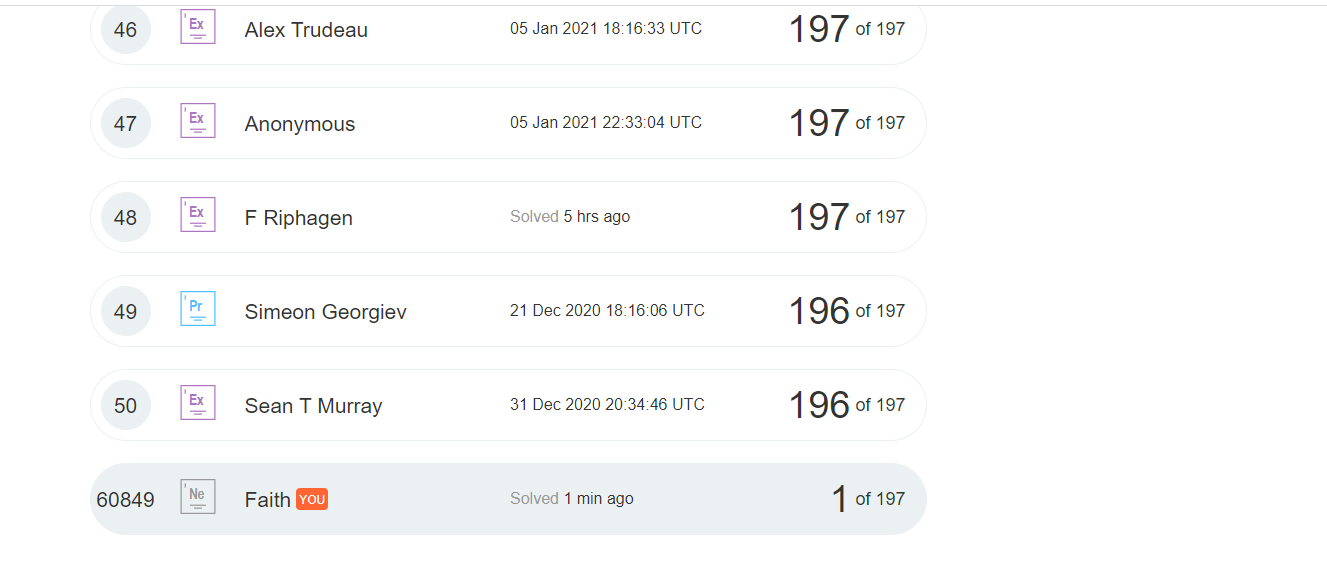 46 Ex Alex Trudeau 05 Jan 2021 18:16:33 UTC 197 of 197
47 Ex Anonymous 05 Jan 2021 22:33:04 UTC 197 of 197
48 Ex F Riphagen Solved 5 hrs ago 197 of 197
49 Pr Simeon Georgiev 21 Dec 2020 18:16:06 UTC 196 of 197
50 Ex Sean T Murray 31 Dec 2020 20:34:46 UTC 196 of 197
60849 Ne Faith YOU Solved 1 min ago 1 of 197